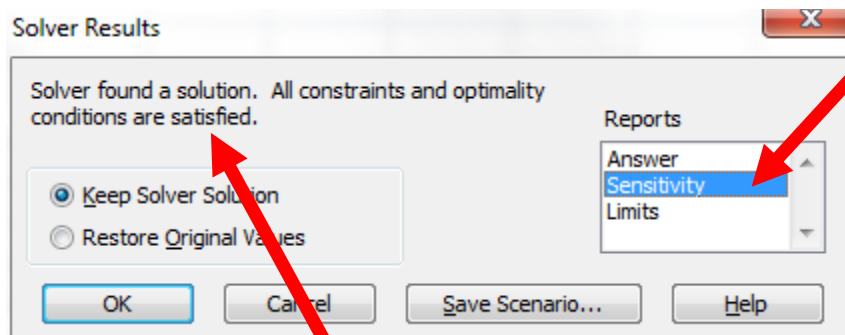 Solver Results
Solver found a solution. All constraints and optimality
conditions are satisfied.
Reports
Answer
Sensitivity
Limits
Keep Solver Solution
Restore Original Values
OK
Cancel
Save Scenario...
Help